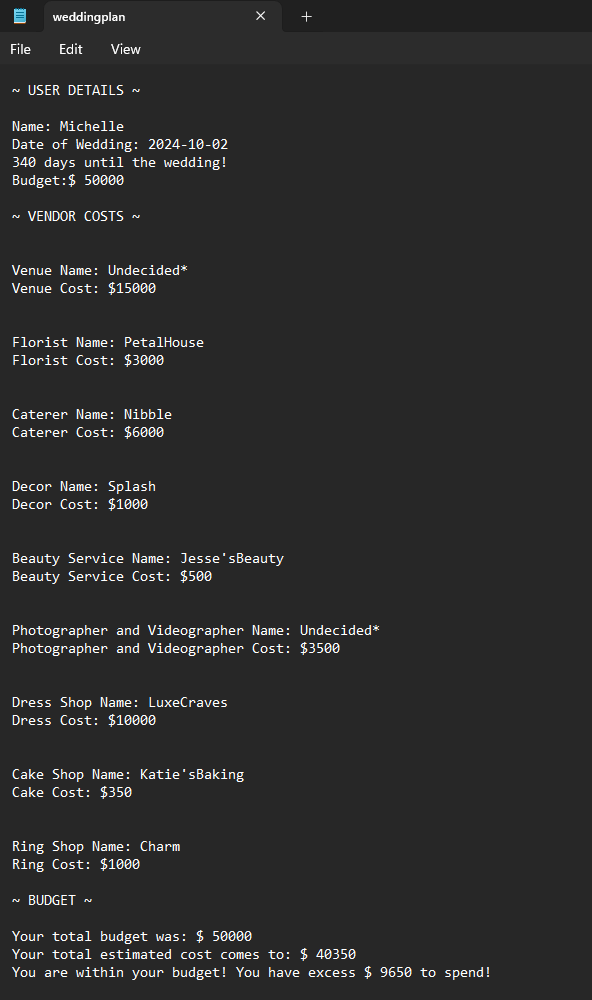 weddingplan
File Edit View
~ USER DETAILS ~
Name: Michelle
Date of Wedding: 2024-10-02
340 days until the wedding!
Budget:$ 50000
~ VENDOR COSTS ~
Venue Name: Undecided*
Venue Cost: $15000
Florist Name: PetalHouse
Florist Cost: $3000
Caterer Name: Nibble
Caterer Cost: $6000
Decor Name: Splash
Decor Cost: $1000
Beauty Service Name: Jesse'sBeauty
Beauty Service Cost: $500
Photographer and Videographer Name: Undecided*
Photographer and Videographer Cost: $3500
Dress Shop Name: LuxeCraves
Dress Cost: $10000
Cake Shop Name: Katie'sBaking
Cake Cost: $350
Ring Shop Name: Charm
Ring Cost: $1000
~ BUDGET ~
Your total budget was: $ 50000
Your total estimated cost comes to: $ 40350
You are within your budget! You have excess $ 9650 to spend!